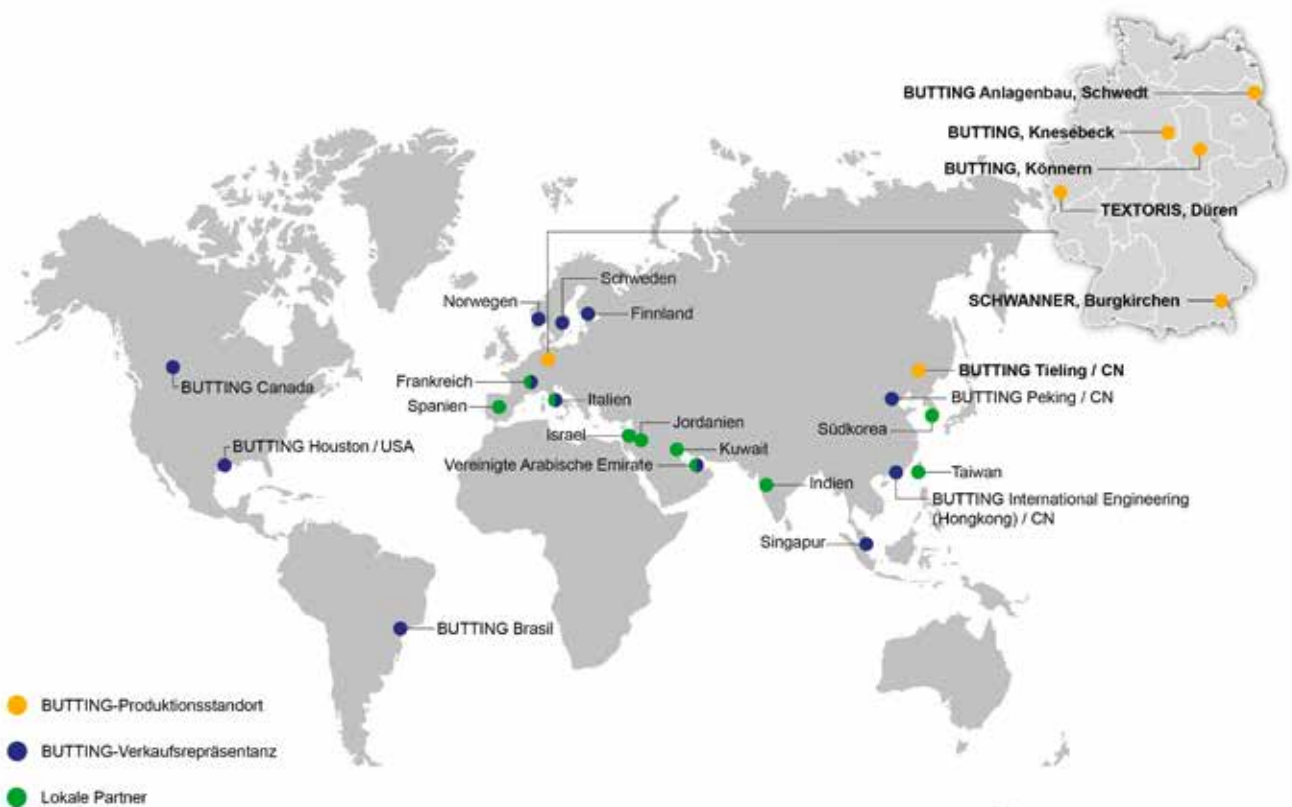 BUTTING Anlagenbau, Schwedt
BUTTING, Knesebeck
BUTTING, Könnern
TEXTORIS, Düren
SCHWANNER, Burgkirchen
Schweden
Norwegen
Finnland
BUTTING Canada
Frankreich
Spanien
Italien
BUTTING Tieling / CN
BUTTING Peking / CN
Südkorea
Jordanien
Israel
Kuwait
BUTTING Houston / USA
Vereinigte Arabische Emirate
Indien
Taiwan
BUTTING International Engineering
(Hongkong) / CN
Singapur
BUTTING Brasil
BUTTING-Produktionsstandort
BUTTING-Verkaufsrepräsentanz
Lokale Partner